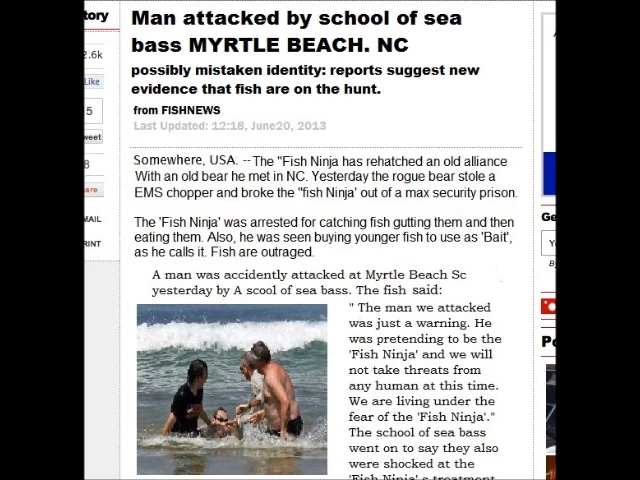 tory
Man attacked by school of sea
bass MYRTLE BEACH. NC
2.6k
Like
possibly mistaken identity: reports suggest new
evidence that fish are on the hunt.
5
from FISHNEWS
Last Updated: 12:18, June20, 2013
weet
8
Somewhere, USA. --The "Fish Ninja has rehatched an old alliance
With an old bear he met in NC. Yesterday the rogue bear stole a
EMS chopper and broke the "fish Ninja' out of a max security prison.
are
MAIL
RINT
The 'Fish Ninja' was arrested for catching fish gutting them and then
eating them. Also, he was seen buying younger fish to use as 'Bait',
as he calls it. Fish are outraged.
Ge
A man was accidently attacked at Myrtle Beach Sc
yesterday by A scool of sea bass. The fish said:
" The man we attacked
was just a warning. He
was pretending to be the
'Fish Ninja' and we will
not take threats from
any human at this time.
We are living under the
fear of the 'Fish Ninja'."
The school of sea bass
went on to say they also
were shocked at the
'Fish Ninja' s treatment
Po